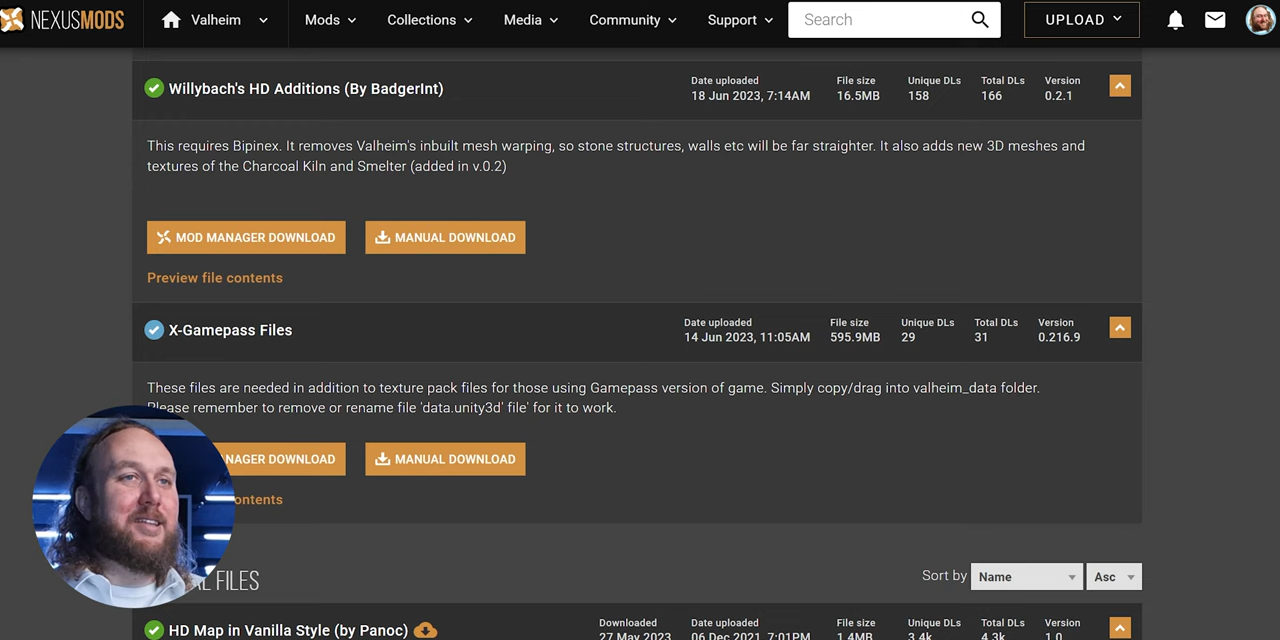 NEXUSMODS Valheim Mods Collections Media Community Support Search UPLOAD
Willybach's HD Additions (By BadgerInt)
Date uploaded File size Unique DLs Total DLs Version
18 Jun 2023, 7:14AM 16.5MB 158 166 0.2.1
This requires Bipinex. It removes Valheim's inbuilt mesh warping, so stone structures, walls etc will be far straighter. It also adds new 3D meshes and
textures of the Charcoal Kiln and Smelter (added in v.0.2)
MOD MANAGER DOWNLOAD MANUAL DOWNLOAD
Preview file contents
X-Gamepass Files
Date uploaded File size Unique DLs Total DLs Version
14 Jun 2023, 11:05AM 595.9MB 29 31 0.216.9
These files are needed in addition to texture pack files for those using Gamepass version of game. Simply copy/drag into valheim_data folder.
Please remember to remove or rename file 'data.unity3d' file' for it to work.
NAGER DOWNLOAD MANUAL DOWNLOAD
ontents
FILES
Sort by Name Asc
HD Map in Vanilla Style (by Panoc)
Downloaded Date uploaded File size Unique DLs Total DLs Version
27 May 2023 06 Dec 2021, 7:01PM 1.4MB 3.4k 4.3k 1.0